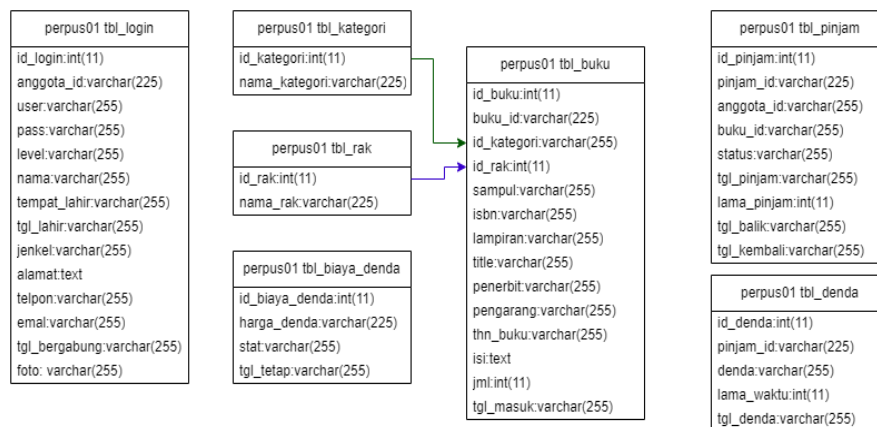 perpus01 tbl_login
id_login:int(11)
anggota_id:varchar(225)
user:varchar(255)
pass:varchar(255)
level:varchar(255)
nama:varchar(255)
tempat_lahir:varchar(255)
tgl_lahir:varchar(255)
jenkel:varchar(255)
alamat:text
telpon:varchar(255)
emal:varchar(255)
tgl_bergabung:varchar(255)
foto: varchar(255)
perpus01 tbl_kategori
id_kategori:int(11)
nama_kategori:varchar(225)
perpus01 tbl_rak
id_rak:int(11)
nama_rak:varchar(225)
perpus01 tbl_biaya_denda
id_biaya_denda:int(11)
harga_denda:varchar(225)
stat:varchar(255)
tgl_tetap:varchar(255)
perpus01 tbl_buku
id_buku:int(11)
buku_id:varchar(225)
id_kategori:varchar(255)
id_rak:int(11)
sampul:varchar(255)
isbn:varchar(255)
lampiran:varchar(255)
title:varchar(255)
penerbit:varchar(255)
pengarang:varchar(255)
thn_buku:varchar(255)
isi:text
jml:int(11)
tgl_masuk:varchar(255)
perpus01 tbl_pinjam
id_pinjam:int(11)
pinjam_id:varchar(225)
anggota_id:varchar(255)
buku_id:varchar(255)
status:varchar(255)
tgl_pinjam:varchar(255)
lama_pinjam:int(11)
tgl_balik:varchar(255)
tgl_kembali:varchar(255)
perpus01 tbl_denda
id_denda:int(11)
pinjam_id:varchar(225)
denda:varchar(255)
lama_waktu:int(11)
tgl_denda:varchar(255)